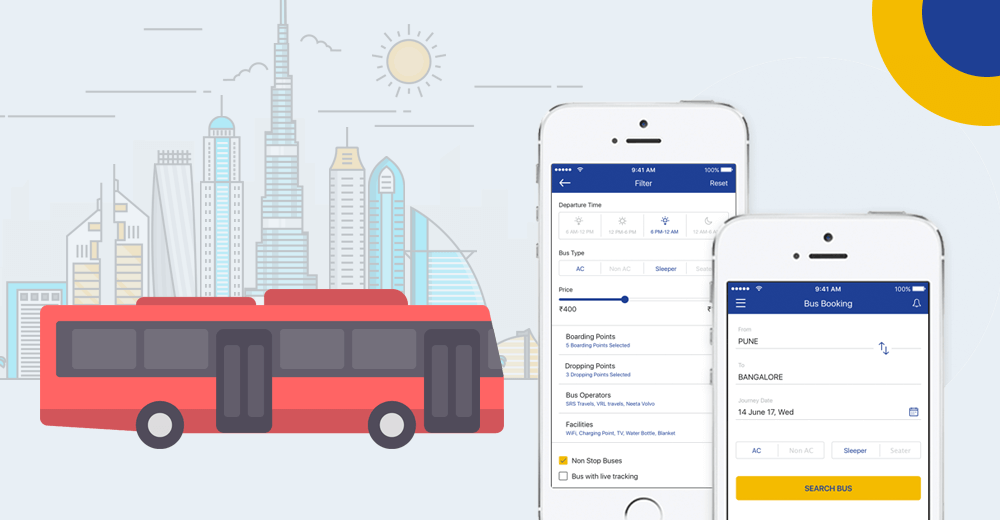 9:41 AM 100%
Filter Reset
Departure Time
6 AM-12 PM 12 PM-6 PM 6 PM-12 AM 12 AM-6
Bus Type
AC Non AC Sleeper Seate
Price
₹400 ₹
Boarding Points
5 Boarding Points Selected
Dropping Points
3 Dropping Points Selected
Bus Operators
SRS Travels, VRL travels, Neeta Volvo
Facilities
WiFi, Charging Point, TV, Water Bottle, Blanket
Non Stop Buses
Bus with live tracking
9:41 AM 100%
Bus Booking
From
PUNE
To
BANGALORE
Journey Date
14 June 17, Wed
AC Non AC Sleeper Seater
SEARCH BUS